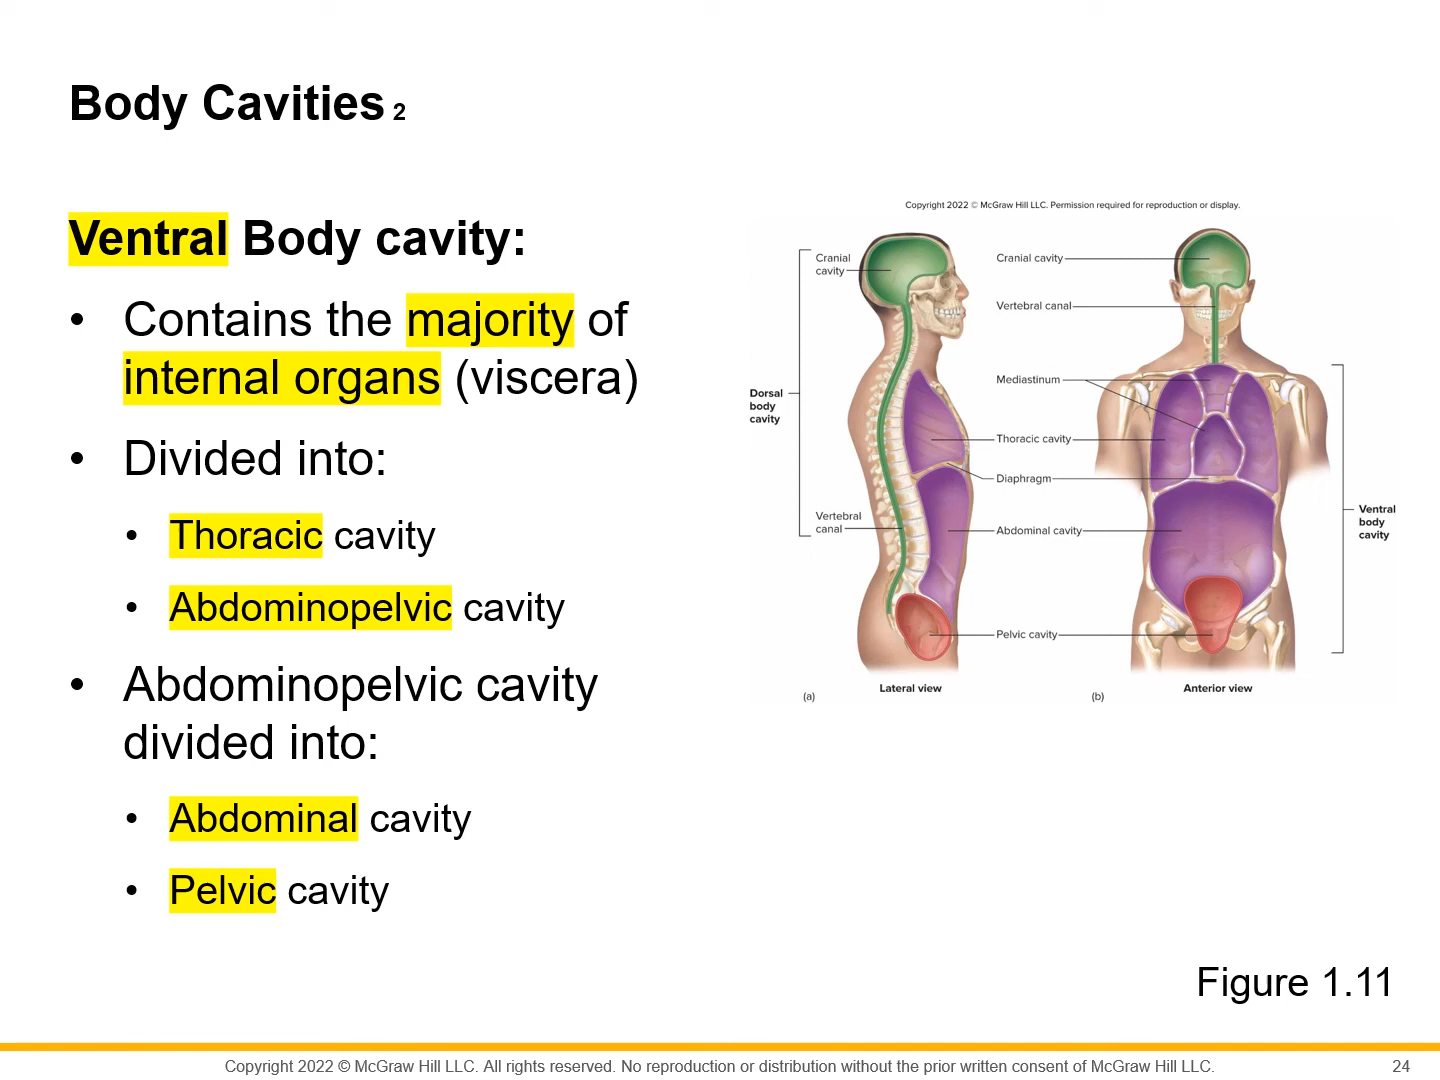 Body Cavities 2
Ventral Body cavity:
• Contains the majority of
internal organs (viscera)
• Divided into:
• Thoracic cavity
• Abdominopelvic cavity
• Abdominopelvic cavity
divided into:
• Abdominal cavity
• Pelvic cavity
Copyright 2022 © McGraw Hill LLC. Permission required for reproduction or display.
Cranial
cavity
Dorsal
body
cavity
Vertebral
canal
Cranial cavity
Vertebral canal
Mediastinum
Thoracic cavity
Diaphragm
Abdominal cavity
Pelvic cavity
Ventral
body
cavity
(a)
Lateral view
(b)
Anterior view
Figure 1.11
Copyright 2022 © McGraw Hill LLC. All rights reserved. No reproduction or distribution without the prior written consent of McGraw Hill LLC.
24